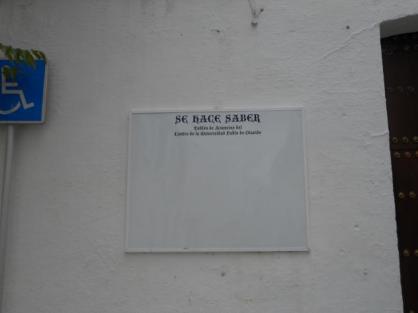 SE HACE SABER
Tablón de Anuncios del
Centro de la Universidad Pablo de Olavide